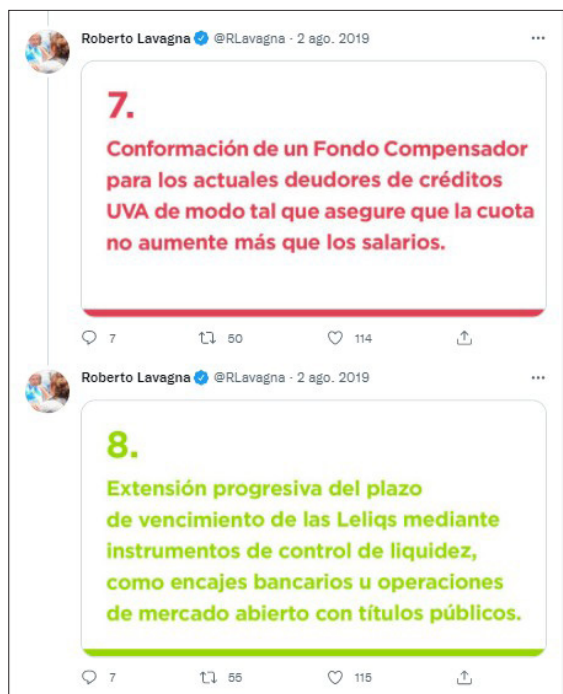 Roberto Lavagna @RLavagna · 2 ago. 2019
7.
Conformación de un Fondo Compensador
para los actuales deudores de créditos
UVA de modo tal que asegure que la cuota
no aumente más que los salarios.
7 50 114
Roberto Lavagna @RLavagna · 2 ago. 2019
8.
Extensión progresiva del plazo
de vencimiento de las Leliqs mediante
instrumentos de control de liquidez,
como encajes bancarios u operaciones
de mercado abierto con títulos públicos.
7 55 115